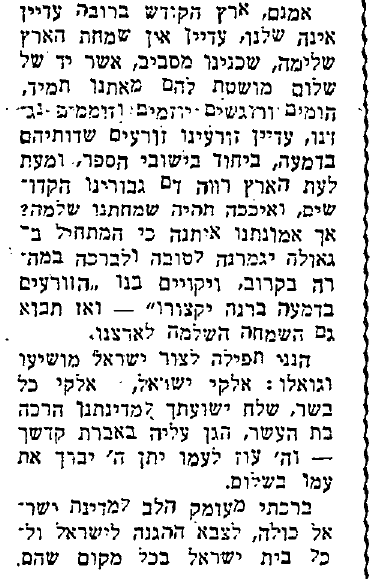 אמנם, ארץ הקודש ברובה עדיין
אינה שלנו, עדיין אין שמחת הארץ
שלימה, שכנינו מסביב, אשר יד של
שלום מושטת להם מאתנו תמיד,
הומים ורוגשים יוזמים וזוממים נג־
דנו, עדיין זורעינו זורעים שדותיהם
בדמעה, ביחוד בישובי הספר, ומעת
לעת הארץ רווה דם גבורינו הקדו־
שים, ואיככה תהיה שמחתנו שלמה?
אך אמונתנו איתנה כי המתחיל ב־
גאולה יגמרנה לטובה ולברכה במה־
רה בקרוב, ויקויים בנו „הזורעים
בדמעה ברנה יקצורו” — ואז תבוא
גם השמחה השלמה לארצנו.
הנני תפילה לצור ישראל מושיעו
וגואלו: אלקי ישראל, אלקי כל
בשר, שלח ישועתך למדינתנו הרכה
בת העשר, הגן עליה באברת קדשך
— וה' עוז לעמו יתן ה' יברך את
עמו בשלום.
ברכתי מעומק הלב למדינת ישר־
אל כולה, לצבא ההגנה לישראל ול־
כל בית ישראל בכל מקום שהם.